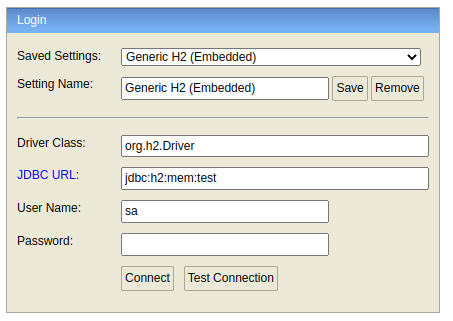 Login
Saved Settings: Generic H2 (Embedded)
Setting Name: Generic H2 (Embedded) Save Remove
Driver Class: org.h2.Driver
JDBC URL: jdbc:h2:mem:test
User Name: sa
Password:
Connect Test Connection